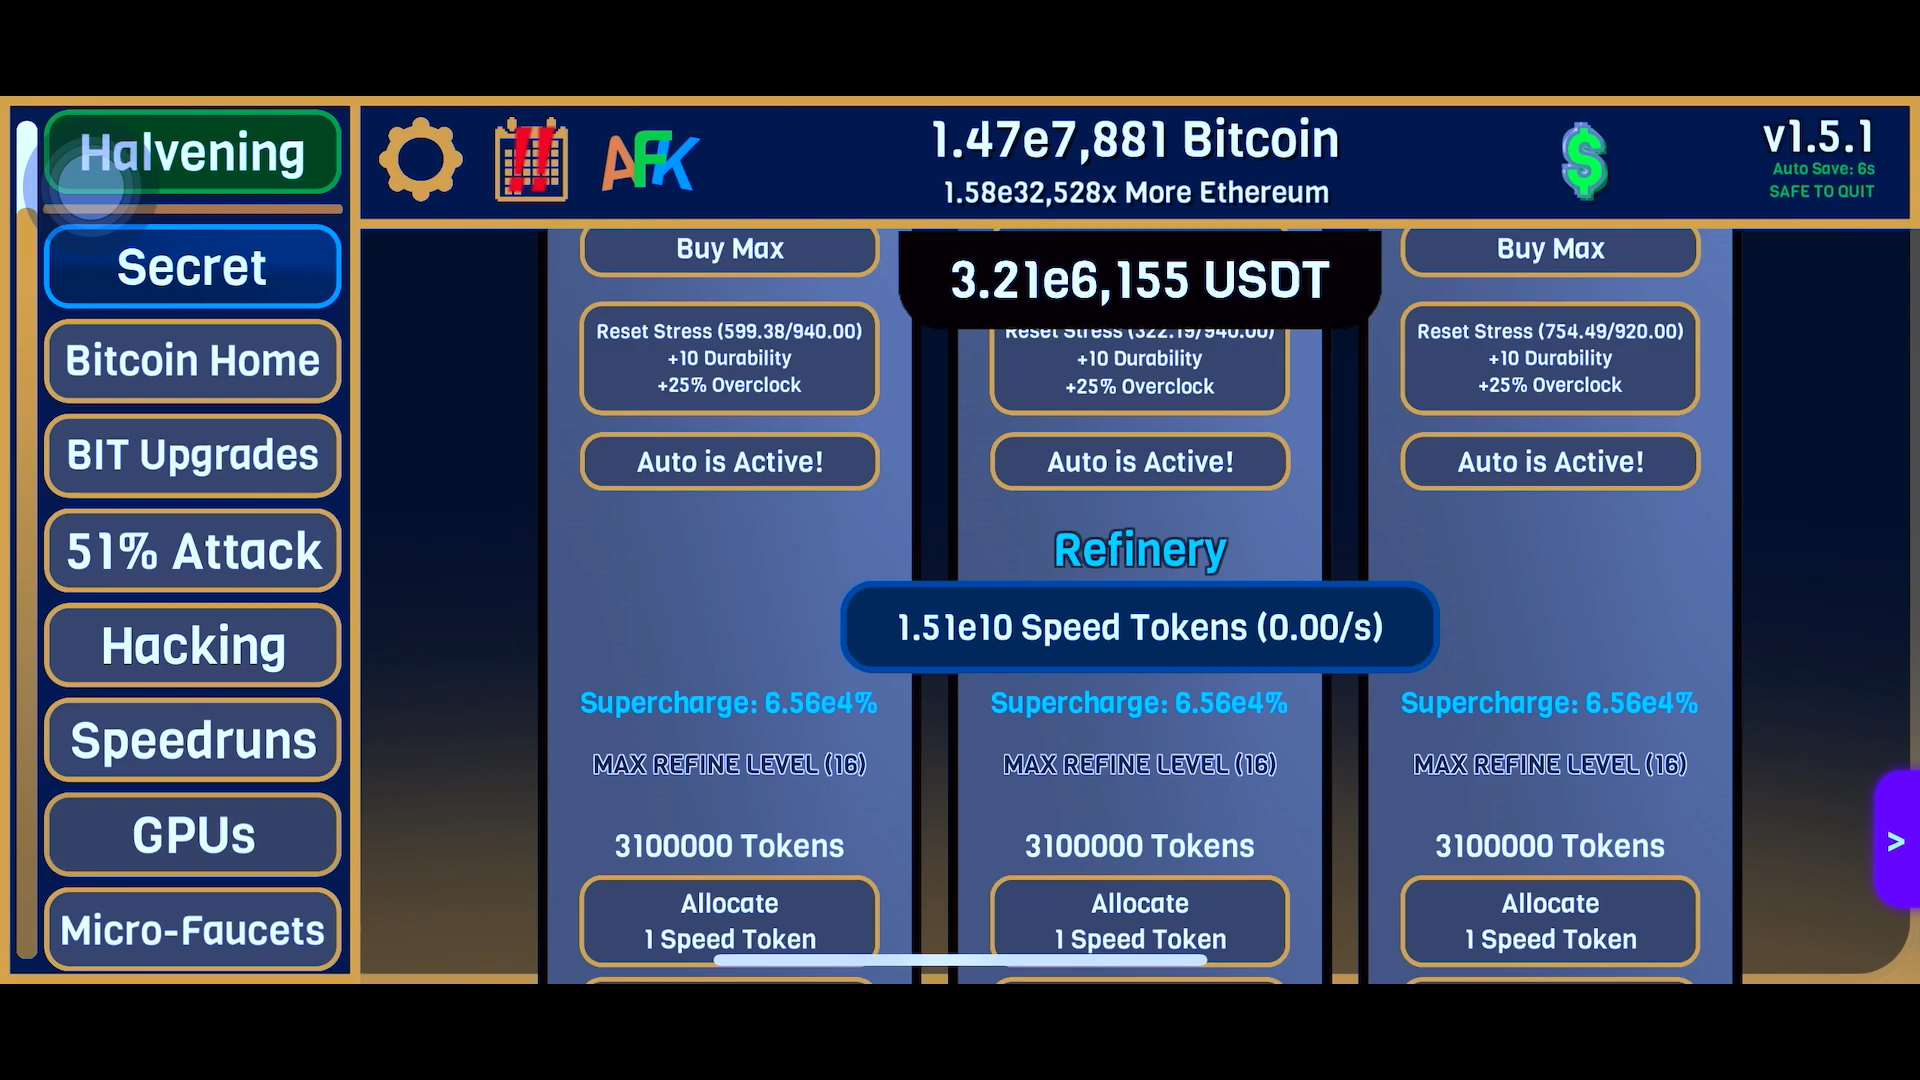 Halvening
Secret
Bitcoin Home
BIT Upgrades
51% Attack
Hacking
Speedruns
GPUs
Micro-Faucets
AFK
1.47e7,881 Bitcoin
1.58e32,528x More Ethereum
$
v1.5.1
Auto Save: 6s
SAFE TO QUIT
3.21e6,155 USDT
Buy Max
Reset Stress (599.38/940.00)
+10 Durability
+25% Overclock
Auto is Active!
Reset Stress (322.19/940.00)
+10 Durability
+25% Overclock
Auto is Active!
Buy Max
Reset Stress (754.49/920.00)
+10 Durability
+25% Overclock
Auto is Active!
Refinery
1.51e10 Speed Tokens (0.00/s)
Supercharge: 6.56e4%
MAX REFINE LEVEL (16)
3100000 Tokens
Allocate
1 Speed Token
Supercharge: 6.56e4%
MAX REFINE LEVEL (16)
3100000 Tokens
Allocate
1 Speed Token
Supercharge: 6.56e4%
MAX REFINE LEVEL (16)
3100000 Tokens
Allocate
1 Speed Token
>